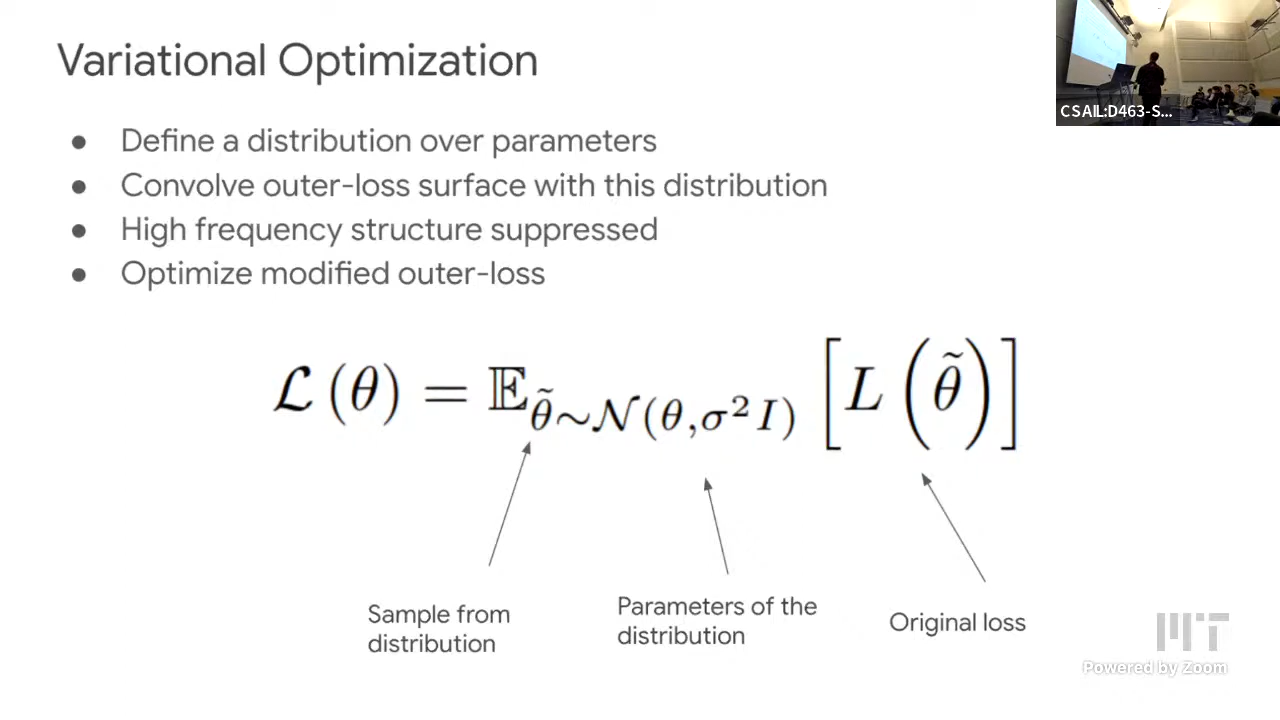 Variational Optimization
CSAIL:D463-S...
● Define a distribution over parameters
● Convolve outer-loss surface with this distribution
● High frequency structure suppressed
● Optimize modified outer-loss
ℒ(θ) = 𝔼_{θ̃∼𝒩(θ,σ²I)} [L(θ̃)]
Sample from
distribution
Parameters of the
distribution
Original loss
MIT
Powered by Zoom